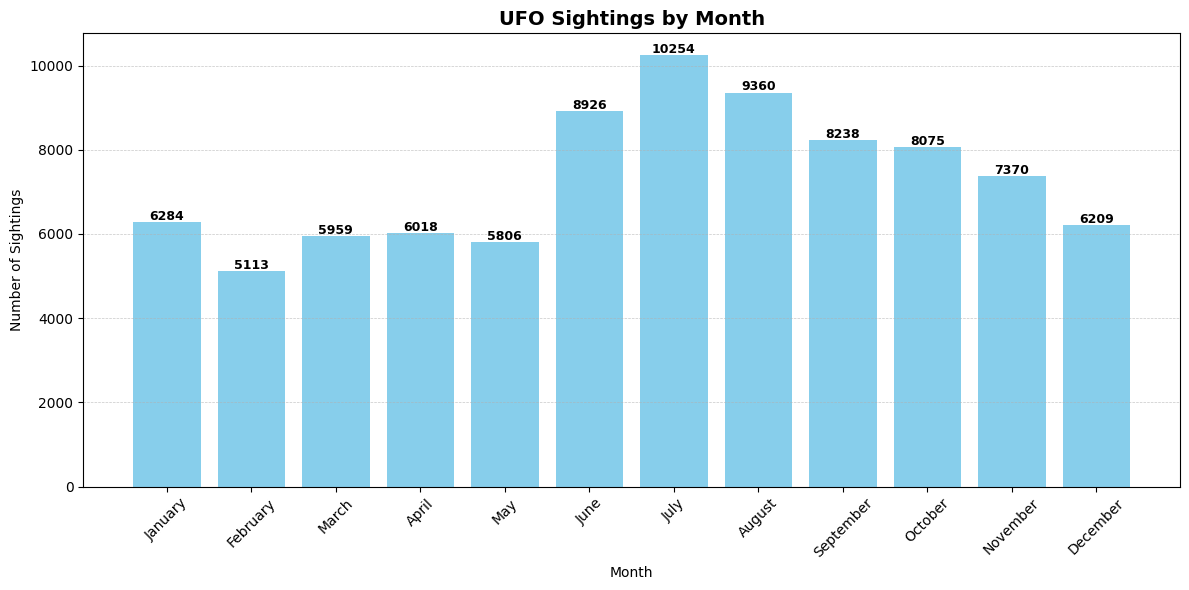 UFO Sightings by Month
Number of Sightings
10000
8000
6000
4000
2000
0
6284
5113
5959
6018
5806
8926
10254
9360
8238
8075
7370
6209
January
February
March
April
May
June
July
August
September
October
November
December
Month